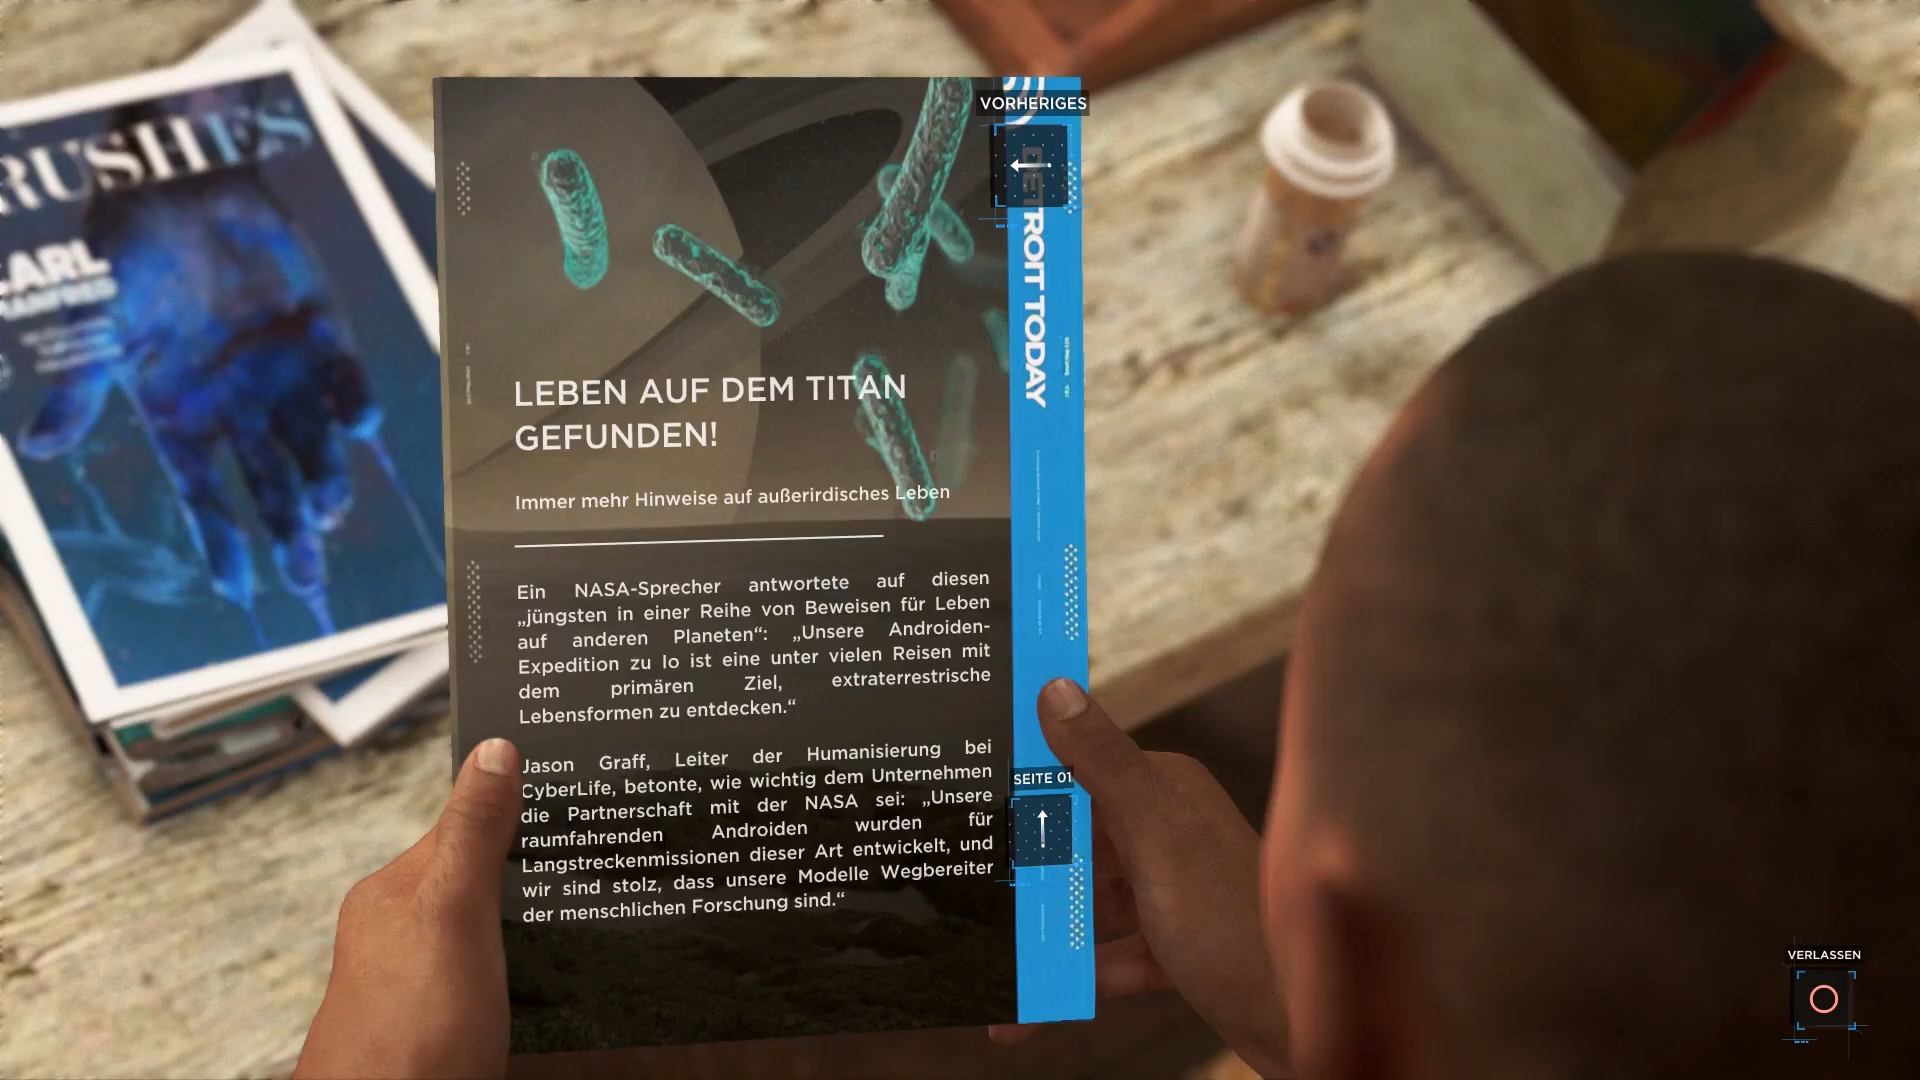 RUSHES
CARL
MANFRED
VORHERIGES
DETROIT TODAY
LEBEN AUF DEM TITAN
GEFUNDEN!
Immer mehr Hinweise auf außerirdisches Leben
Ein NASA-Sprecher antwortete auf diesen
„jüngsten in einer Reihe von Beweisen für Leben
auf anderen Planeten“: „Unsere Androiden-
Expedition zu Io ist eine unter vielen Reisen mit
dem primären Ziel, extraterrestrische
Lebensformen zu entdecken.“
Jason Graff, Leiter der Humanisierung bei
CyberLife, betonte, wie wichtig dem Unternehmen
die Partnerschaft mit der NASA sei: „Unsere
raumfahrenden Androiden wurden für
Langstreckenmissionen dieser Art entwickelt, und
wir sind stolz, dass unsere Modelle Wegbereiter
der menschlichen Forschung sind.“
SEITE 01
VERLASSEN